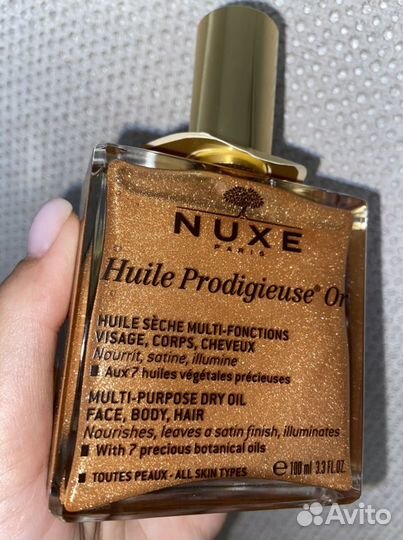 NUXE
PARIS
Huile Prodigieuse® Or
HUILE SÈCHE MULTI-FONCTIONS
VISAGE, CORPS, CHEVEUX
Nourrit, satine, illumine
■ Aux 7 huiles végétales précieuses
MULTI-PURPOSE DRY OIL
FACE, BODY, HAIR
Nourishes, leaves a satin finish, illuminates
■ With 7 precious botanical oils
■ TOUTES PEAUX - ALL SKIN TYPES
℮ 100 ml 3.3 FL.OZ.
Avito